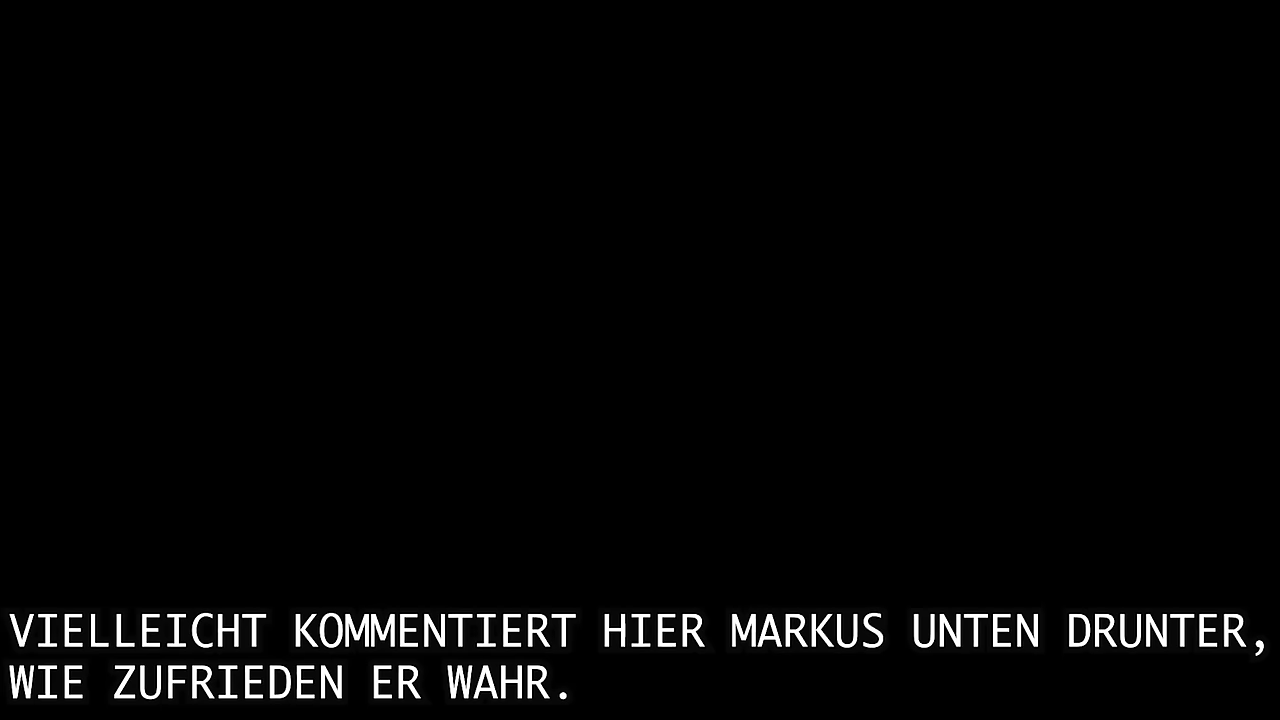 VIELLEICHT KOMMENTIERT HIER MARKUS UNTEN DRUNTER,
WIE ZUFRIEDEN ER WAHR.